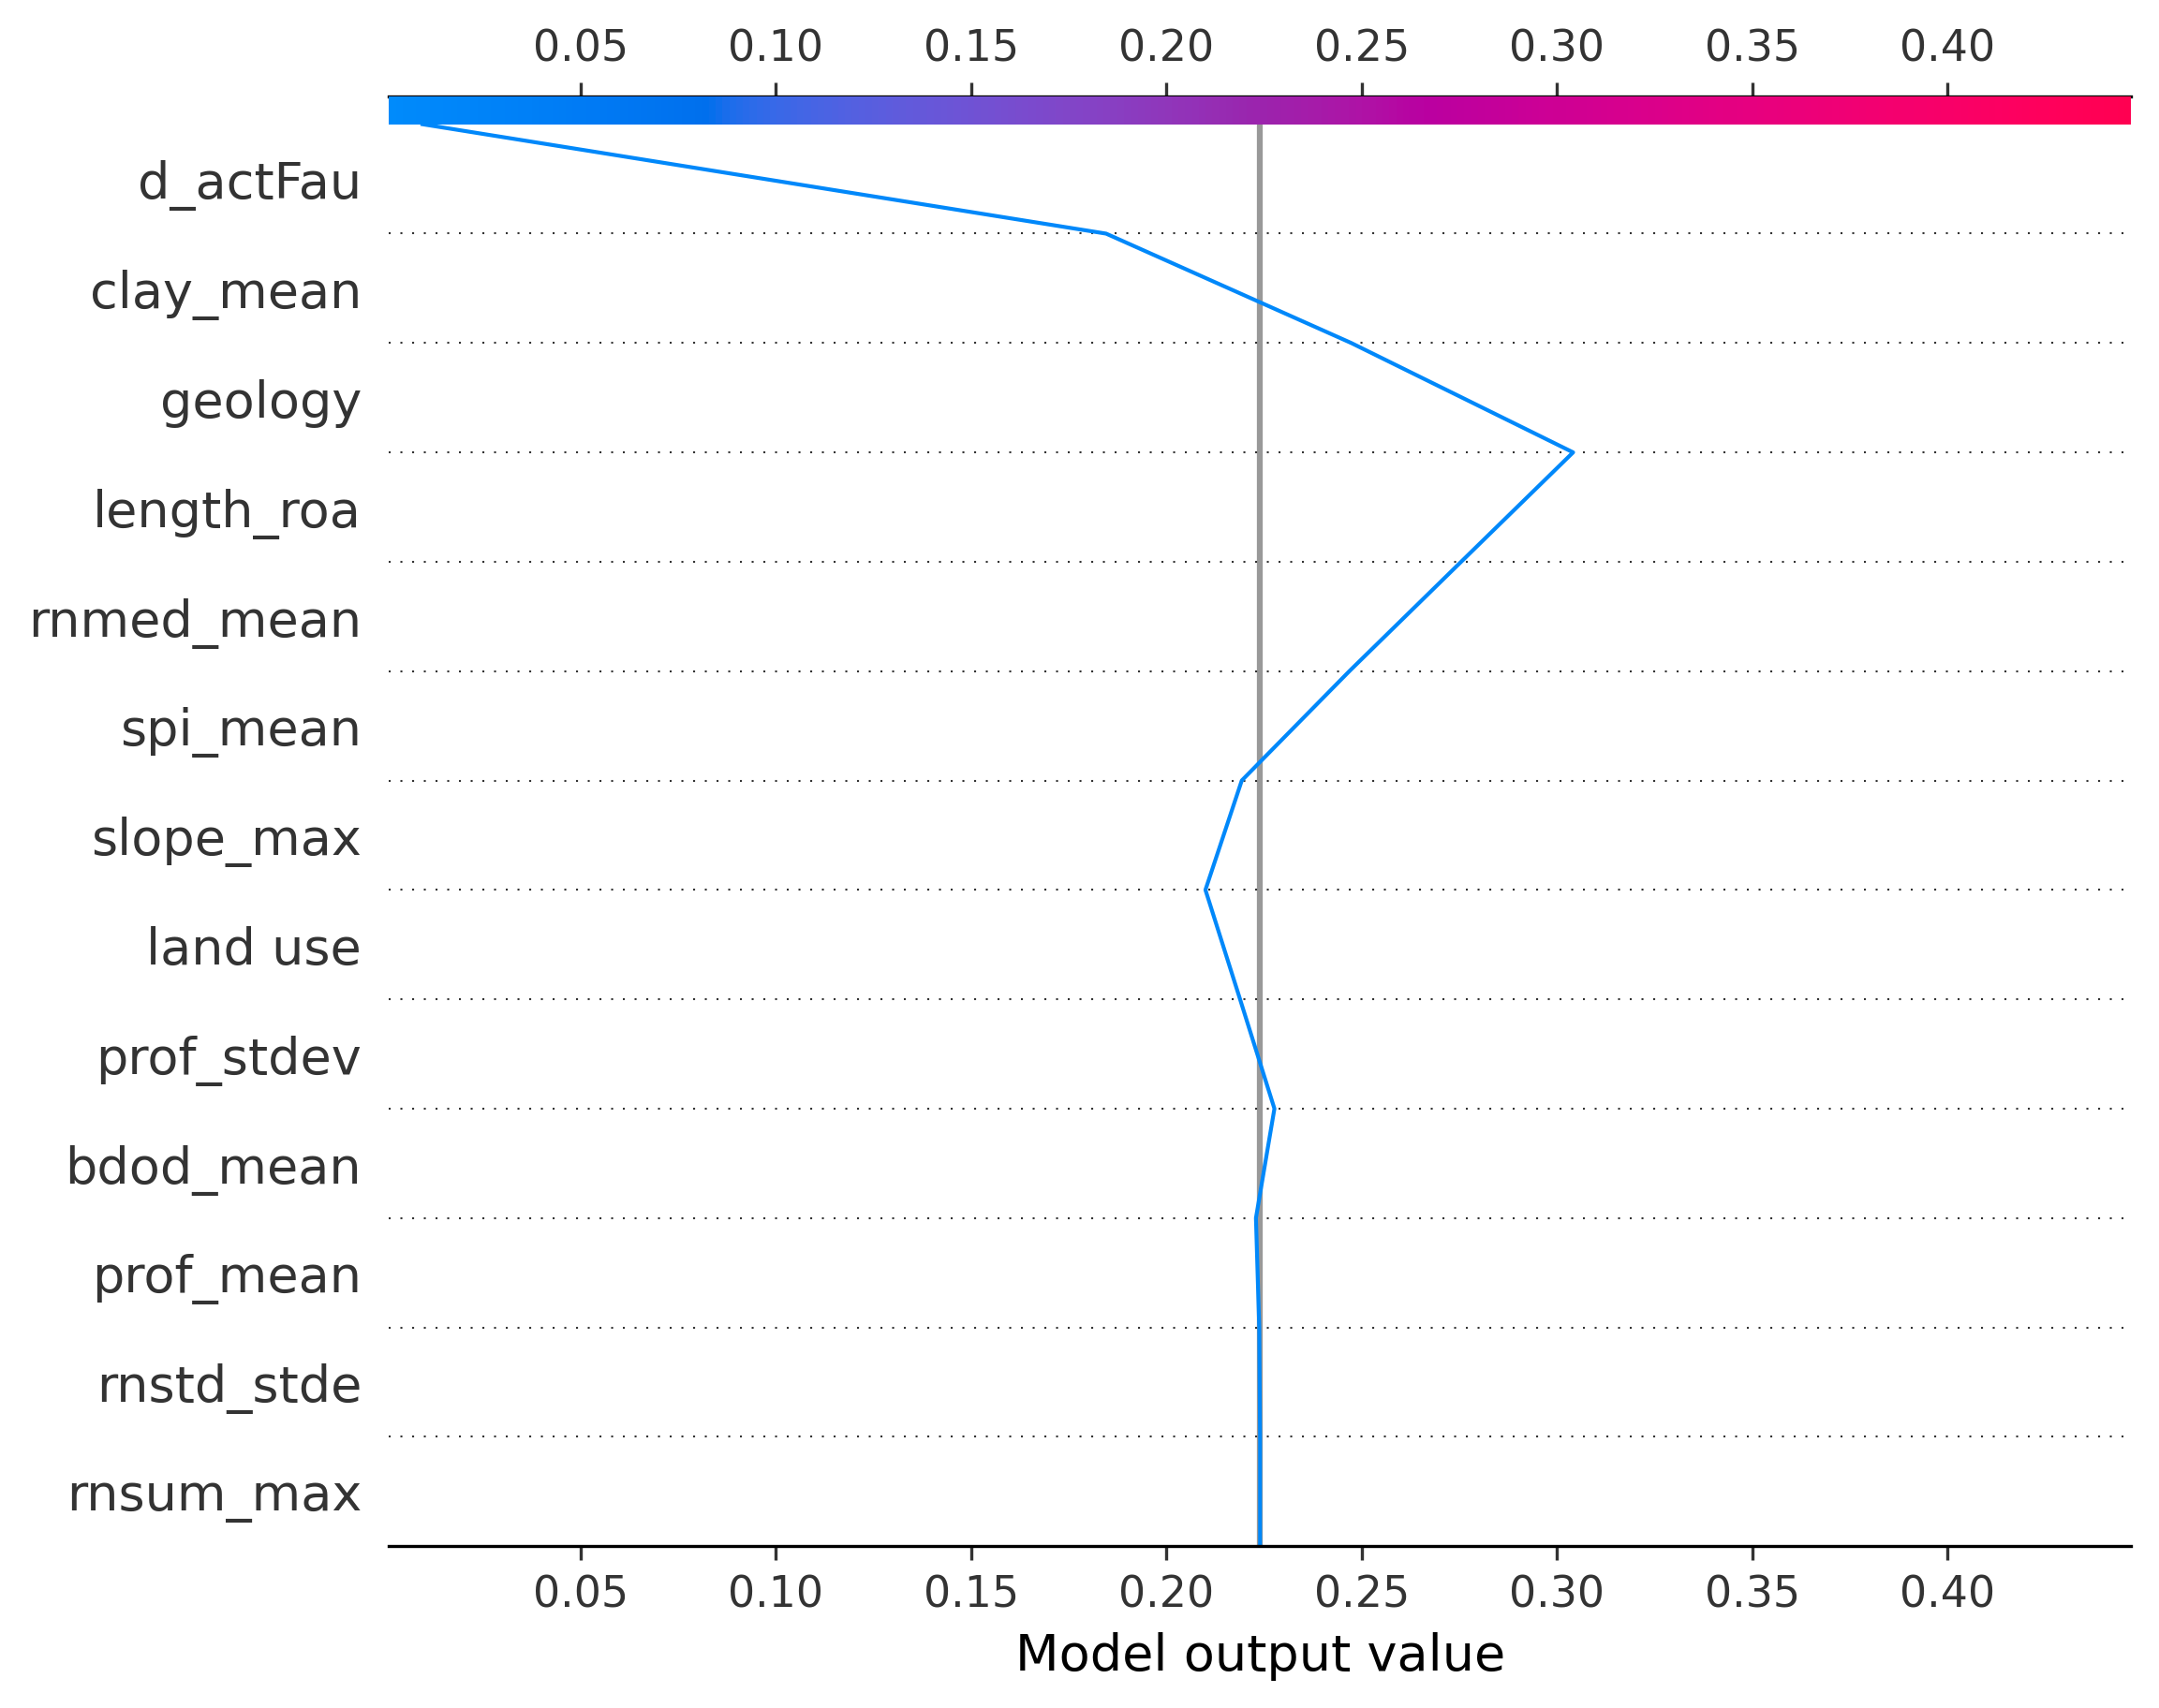 0.05 0.10 0.15 0.20 0.25 0.30 0.35 0.40
d_actFau
clay_mean
geology
length_roa
rnmed_mean
spi_mean
slope_max
land use
prof_stdev
bdod_mean
prof_mean
rnstd_stde
rnsum_max
0.05 0.10 0.15 0.20 0.25 0.30 0.35 0.40
Model output value